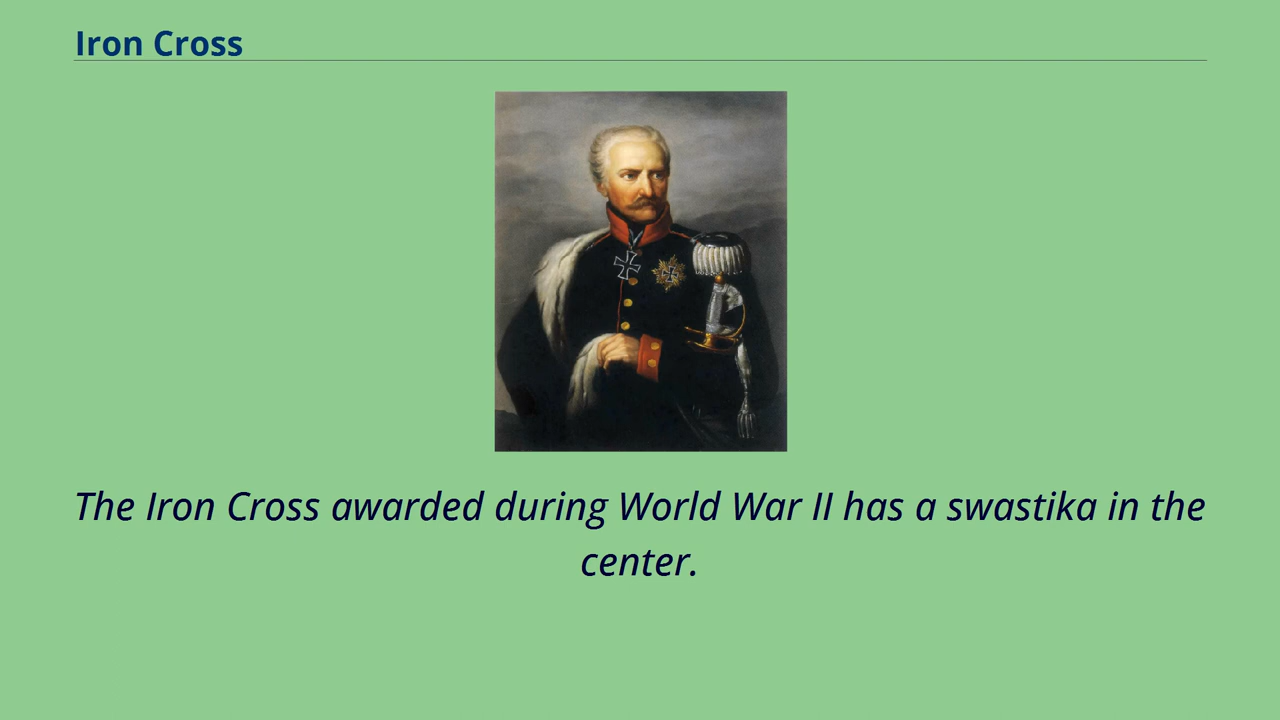 Iron Cross
The Iron Cross awarded during World War II has a swastika in the
center.